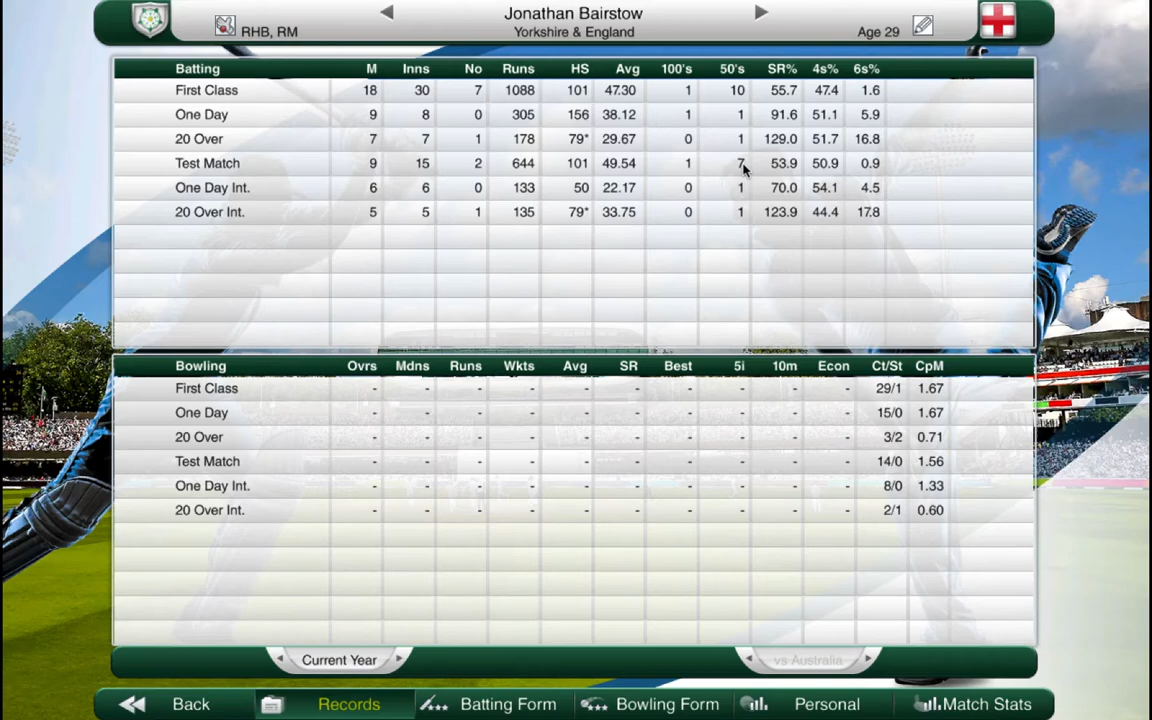 Jonathan Bairstow
RHB, RM Yorkshire & England Age 29
Batting M Inns No Runs HS Avg 100's 50's SR% 4s% 6s%
First Class 18 30 7 1088 101 47.30 1 10 55.7 47.4 1.6
One Day 9 8 0 305 156 38.12 1 1 91.6 51.1 5.9
20 Over 7 7 1 178 79* 29.67 0 1 129.0 51.7 16.8
Test Match 9 15 2 644 101 49.54 1 7 53.9 50.9 0.9
One Day Int. 6 6 0 133 50 22.17 0 1 70.0 54.1 4.5
20 Over Int. 5 5 1 135 79* 33.75 0 1 123.9 44.4 17.8
Bowling Ovrs Mdns Runs Wkts Avg SR Best 5i 10m Econ Ct/St CpM
First Class - - - - - - - - - - 29/1 1.67
One Day - - - - - - - - - - 15/0 1.67
20 Over - - - - - - - - - - 3/2 0.71
Test Match - - - - - - - - - - 14/0 1.56
One Day Int. - - - - - - - - - - 8/0 1.33
20 Over Int. - - - - - - - - - - 2/1 0.60
Current Year vs Australia
Back Records Batting Form Bowling Form Personal Match Stats